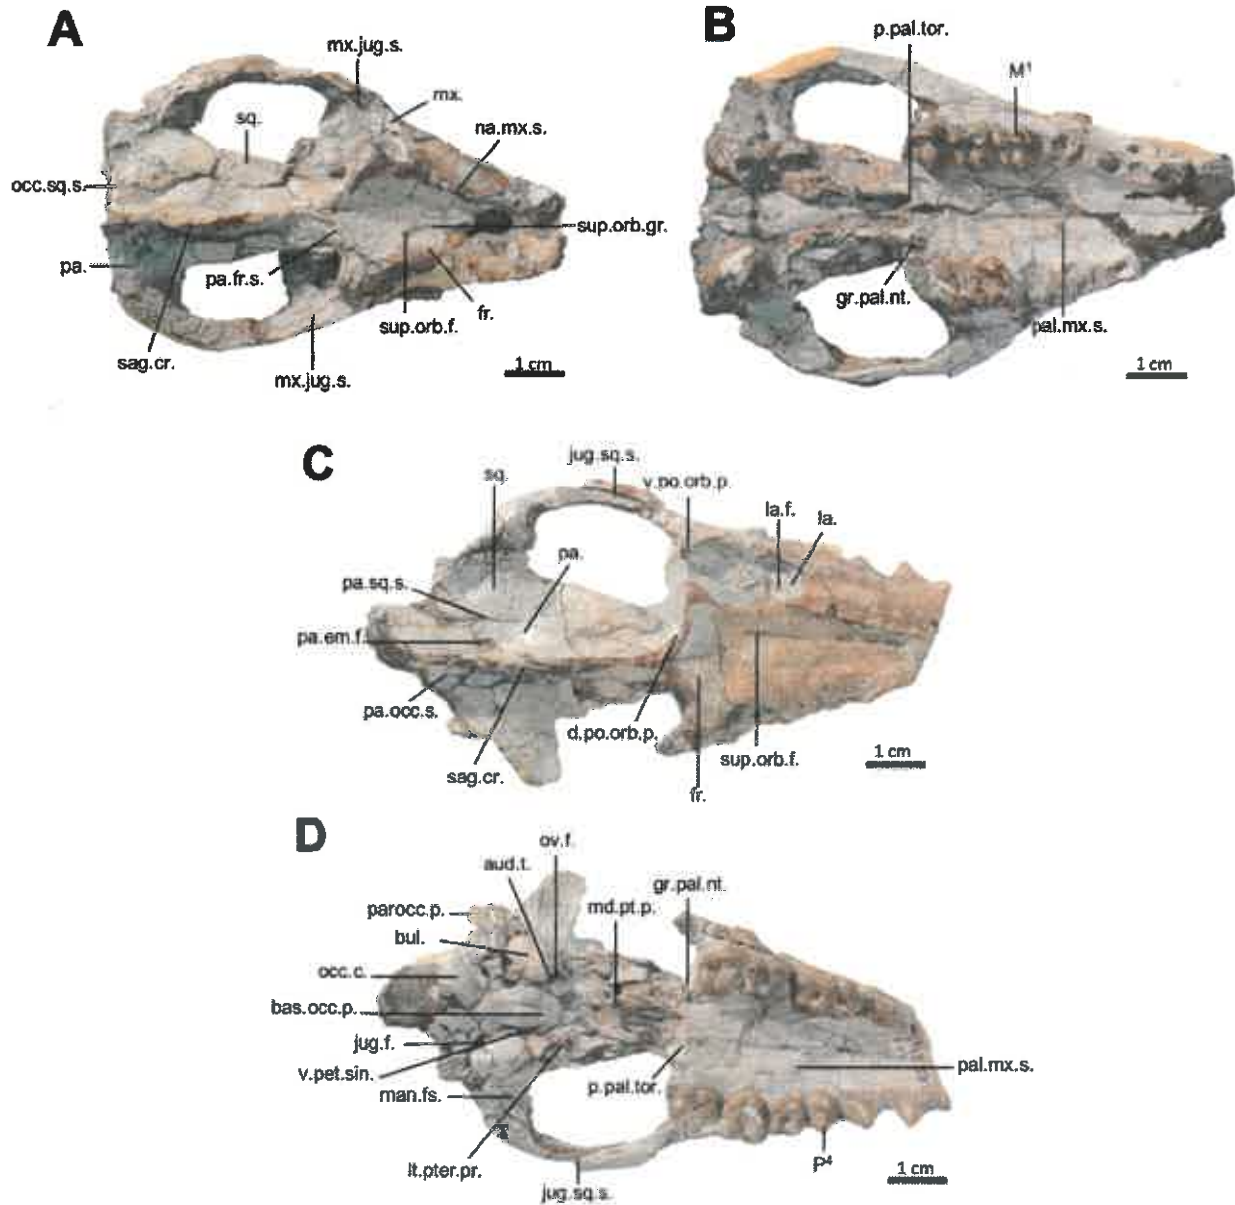 A
mx.jug.s.
mx.
sq.
na.mx.s.
occ.sq.s.
sup.orb.gr.
pa.
pa.fr.s.
fr.
sup.orb.f.
sag.cr.
mx.jug.s.
1 cm
B
p.pal.tor.
M¹
gr.pal.nt.
pal.mx.s.
1 cm
C
jug.sq.s.
sq.
v.po.orb.p.
la.f.
la.
pa.
pa.sq.s.
pa.em.f.
pa.occ.s.
d.po.orb.p.
sup.orb.f.
sag.cr.
fr.
1 cm
D
ov.f.
aud.t.
gr.pal.nt.
parocc.p.
md.pt.p.
bul.
occ.c.
bas.occ.p.
jug.f.
v.pet.sin.
pal.mx.s.
man.fs.
p.pal.tor.
lt.pter.pr.
P⁴
jug.sq.s.
1 cm